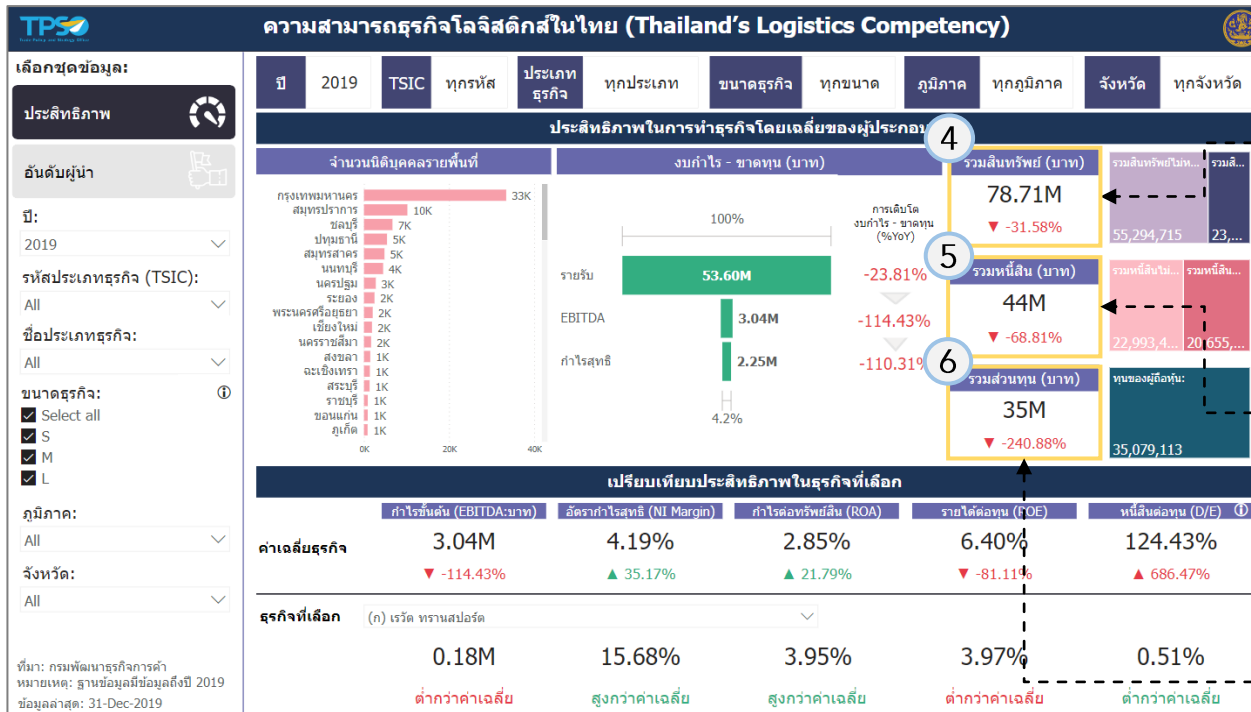 TPSO
ความสามารถธุรกิจโลจิสติกส์ในไทย (Thailand's Logistics Competency)
เลือกชุดข้อมูล:
ประสิทธิภาพ
อันดับผู้นำ
ปี:
2019
รหัสประเภทธุรกิจ (TSIC):
All
ชื่อประเภทธุรกิจ:
All
ขนาดธุรกิจ:
Select all
S
M
L
ภูมิภาค:
All
จังหวัด:
All
ที่มา: กรมพัฒนาธุรกิจการค้า
หมายเหตุ: ฐานข้อมูลมีข้อมูลถึงปี 2019
ข้อมูลล่าสุด: 31-Dec-2019
ปี 2019 TSIC ทุกรหัส ประเภทธุรกิจ ทุกประเภท ขนาดธุรกิจ ทุกขนาด ภูมิภาค ทุกภูมิภาค จังหวัด ทุกจังหวัด
ประสิทธิภาพในการทำธุรกิจโดยเฉลี่ยของผู้ประกอบ
จำนวนนิติบุคคลรายพื้นที่
กรุงเทพมหานคร 33K
สมุทรปราการ 10K
ชลบุรี 7K
ปทุมธานี 5K
สมุทรสาคร 5K
นนทบุรี 4K
นครปฐม 3K
ระยอง 2K
พระนครศรีอยุธยา 2K
เชียงใหม่ 2K
นครราชสีมา 2K
สงขลา 1K
ฉะเชิงเทรา 1K
สระบุรี 1K
ราชบุรี 1K
ขอนแก่น 1K
ภูเก็ต 1K
0K 20K 40K
งบกำไร - ขาดทุน (บาท)
การเติบโต
งบกำไร - ขาดทุน
(%YoY)
100%
รายรับ 53.60M -23.81%
EBITDA 3.04M -114.43%
กำไรสุทธิ 2.25M -110.31%
4.2%
4
รวมสินทรัพย์ (บาท)
78.71M
▼ -31.58%
รวมสินทรัพย์ไม่ห... รวมสิ...
55,294,715 23,...
5
รวมหนี้สิน (บาท)
44M
▼ -68.81%
รวมหนี้สินไม่... รวมหนี้สิน...
22,993,4... 20,655,...
6
รวมส่วนทุน (บาท)
35M
▼ -240.88%
ทุนของผู้ถือหุ้น:
35,079,113
เปรียบเทียบประสิทธิภาพในธุรกิจที่เลือก
กำไรขั้นต้น (EBITDA:บาท) อัตรากำไรสุทธิ (NI Margin) กำไรต่อทรัพย์สิน (ROA) รายได้ต่อทุน (ROE) หนี้สินต่อทุน (D/E)
ค่าเฉลี่ยธุรกิจ 3.04M 4.19% 2.85% 6.40% 124.43%
▼ -114.43% ▲ 35.17% ▲ 21.79% ▼ -81.11% ▲ 686.47%
ธุรกิจที่เลือก (ก) เรวัต ทรานสปอร์ต
0.18M 15.68% 3.95% 3.97% 0.51%
ต่ำกว่าค่าเฉลี่ย สูงกว่าค่าเฉลี่ย สูงกว่าค่าเฉลี่ย ต่ำกว่าค่าเฉลี่ย ต่ำกว่าค่าเฉลี่ย